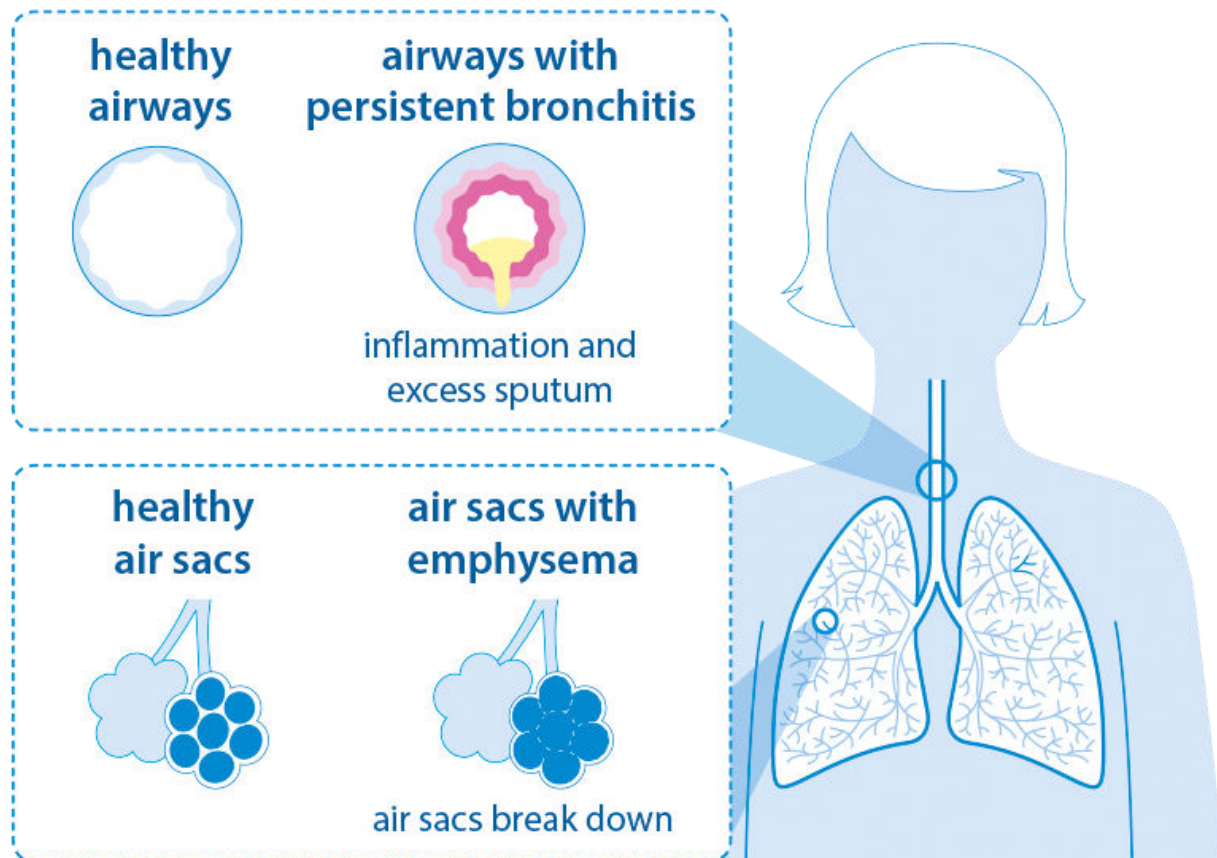 healthy
airways
airways with
persistent bronchitis
inflammation and
excess sputum
healthy
air sacs
air sacs with
emphysema
air sacs break down